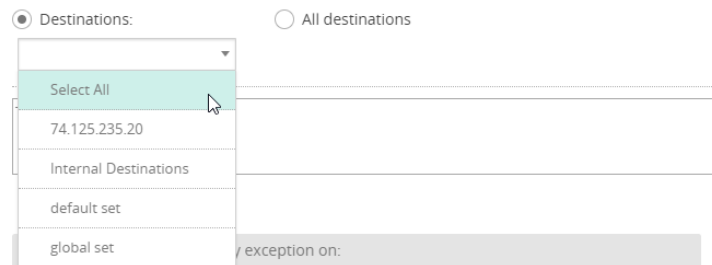 Destinations: All destinations
Select All
74.125.235.20
Internal Destinations
default set
global set
exception on: